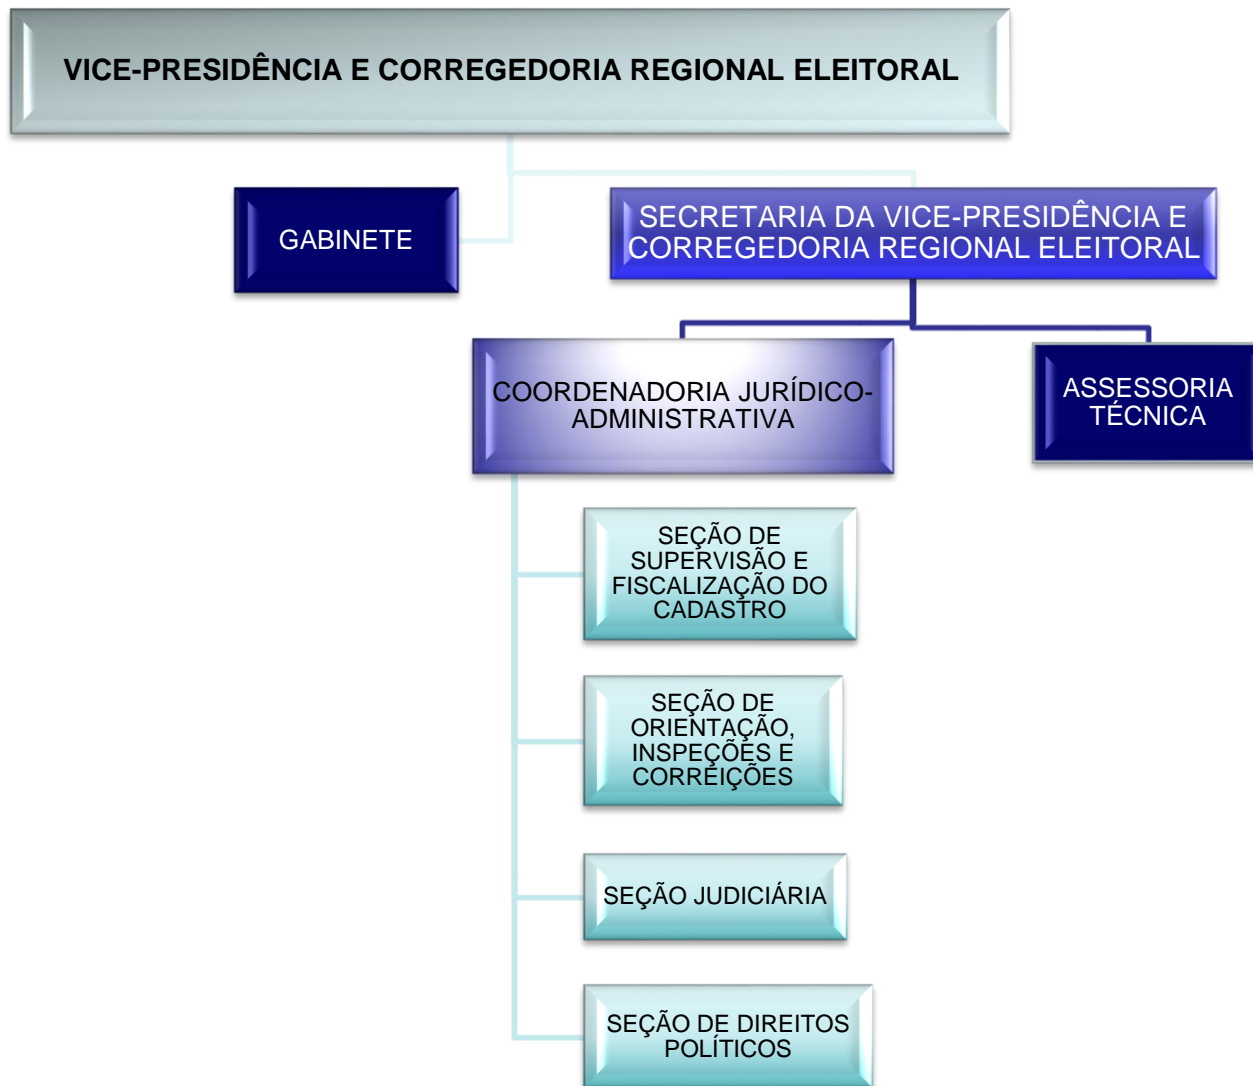 VICE-PRESIDÊNCIA E CORREGEDORIA REGIONAL ELEITORAL
GABINETE
SECRETARIA DA VICE-PRESIDÊNCIA E
CORREGEDORIA REGIONAL ELEITORAL
COORDENADORIA JURÍDICO-
ADMINISTRATIVA
ASSESSORIA
TÉCNICA
SEÇÃO DE
SUPERVISÃO E
FISCALIZAÇÃO DO
CADASTRO
SEÇÃO DE
ORIENTAÇÃO,
INSPEÇÕES E
CORREIÇÕES
SEÇÃO JUDICIÁRIA
SEÇÃO DE DIREITOS
POLÍTICOS